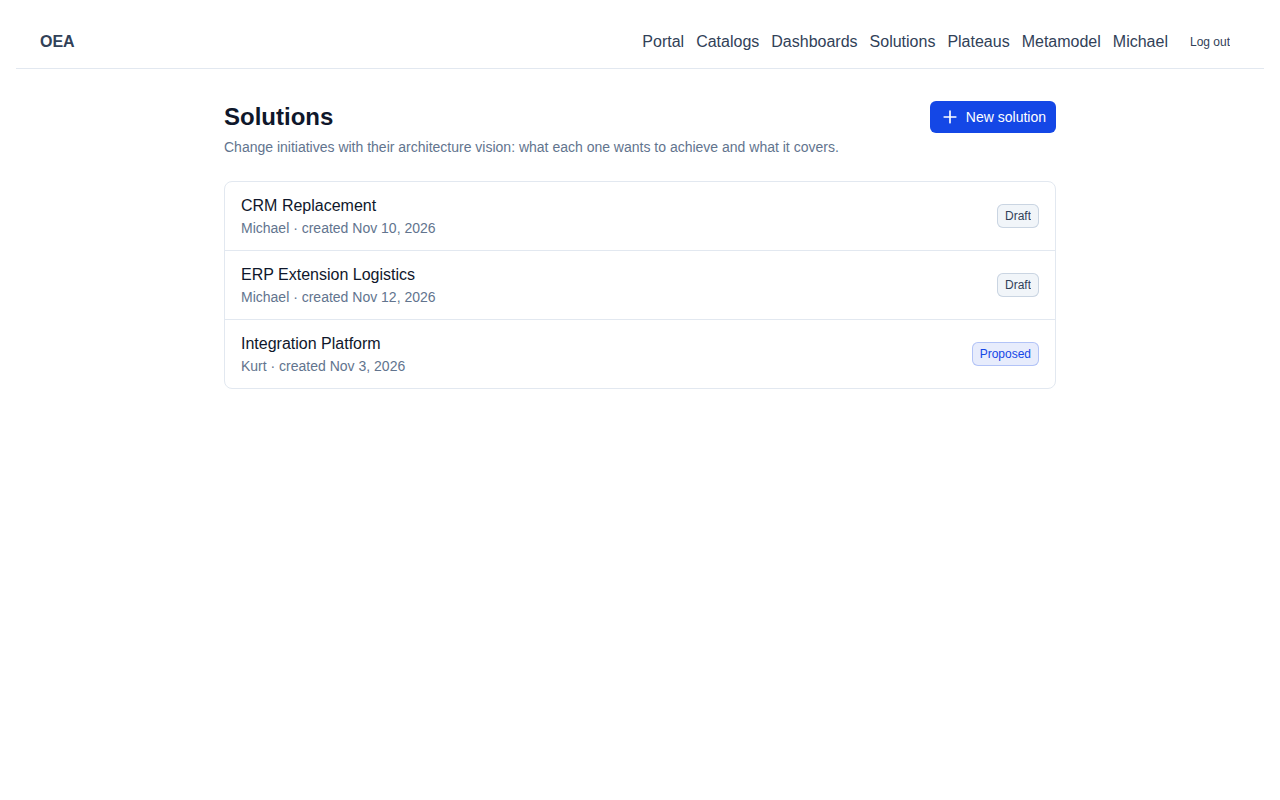 OEA
Portal Catalogs Dashboards Solutions Plateaus Metamodel Michael Log out
Solutions
New solution
Change initiatives with their architecture vision: what each one wants to achieve and what it covers.
CRM Replacement
Michael · created Nov 10, 2026
Draft
ERP Extension Logistics
Michael · created Nov 12, 2026
Draft
Integration Platform
Kurt · created Nov 3, 2026
Proposed